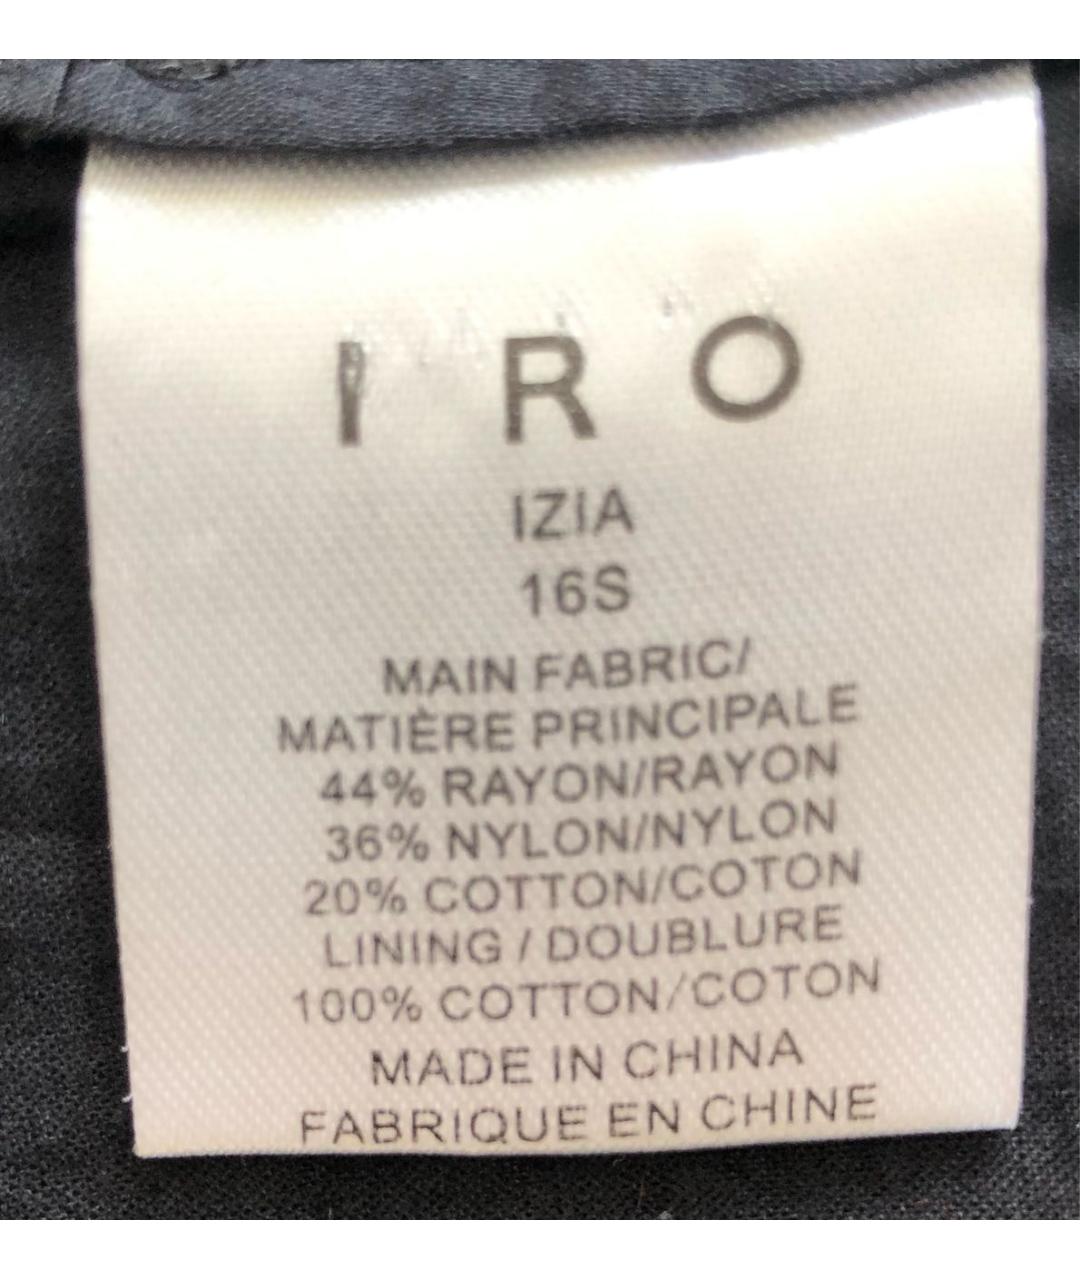 I R O
IZIA
16S
MAIN FABRIC/
MATIÈRE PRINCIPALE
44% RAYON/RAYON
36% NYLON/NYLON
20% COTTON/COTON
LINING / DOUBLURE
100% COTTON/COTON
MADE IN CHINA
FABRIQUE EN CHINE